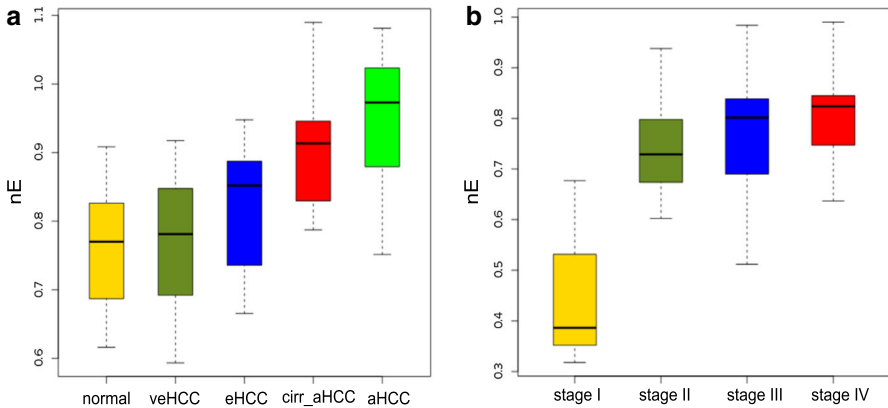 a
nE
1.1
1.0
0.9
0.8
0.7
0.6
normal veHCC eHCC cirr_aHCC aHCC
b
nE
1.0
0.9
0.8
0.7
0.6
0.5
0.4
0.3
stage I stage II stage III stage IV